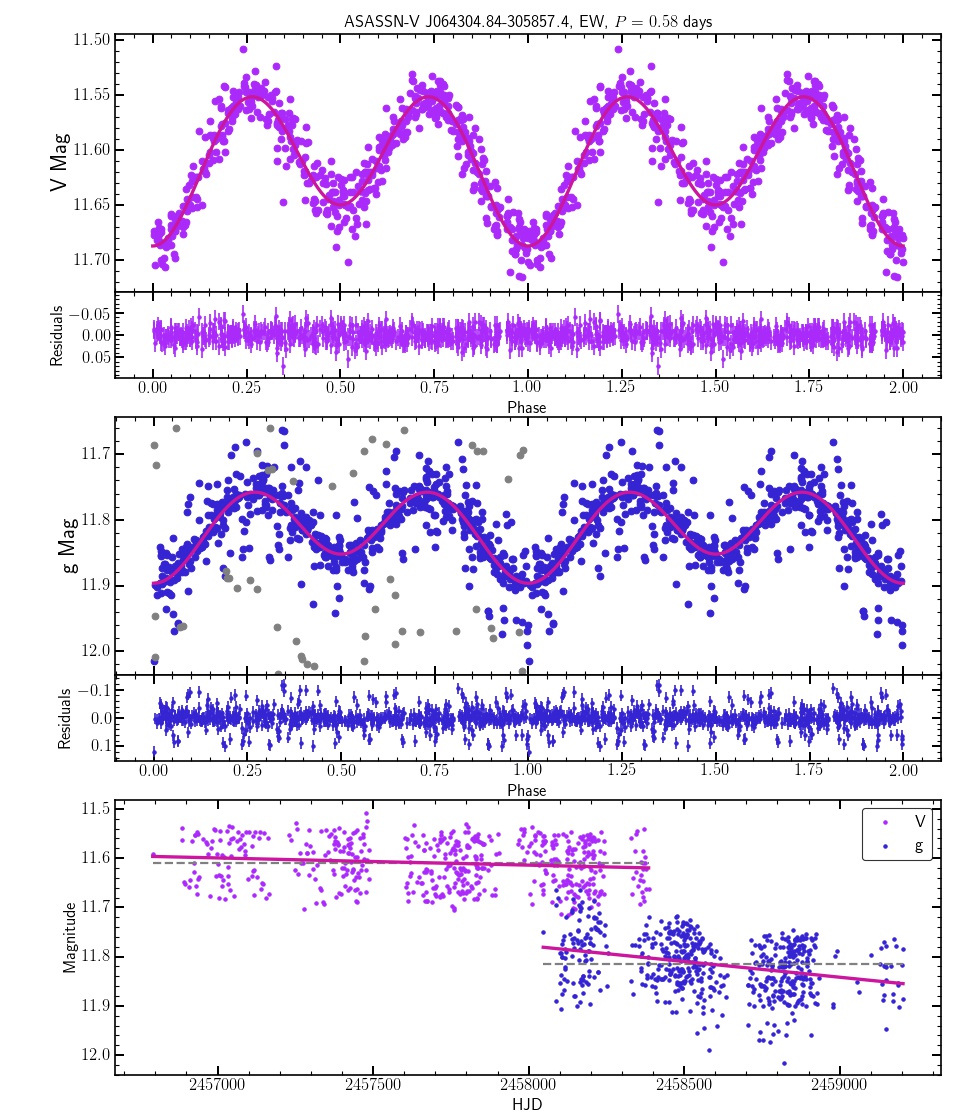 ASASSN-V J064304.84-305857.4, EW, P = 0.58 days
11.50
11.55
11.60
11.65
11.70
V Mag
−0.05
0.00
0.05
Residuals
0.00 0.25 0.50 0.75 1.00 1.25 1.50 1.75 2.00
Phase
11.7
11.8
11.9
12.0
g Mag
−0.1
0.0
0.1
Residuals
0.00 0.25 0.50 0.75 1.00 1.25 1.50 1.75 2.00
Phase
11.5
11.6
11.7
11.8
11.9
12.0
Magnitude
V
g
2457000 2457500 2458000 2458500 2459000
HJD